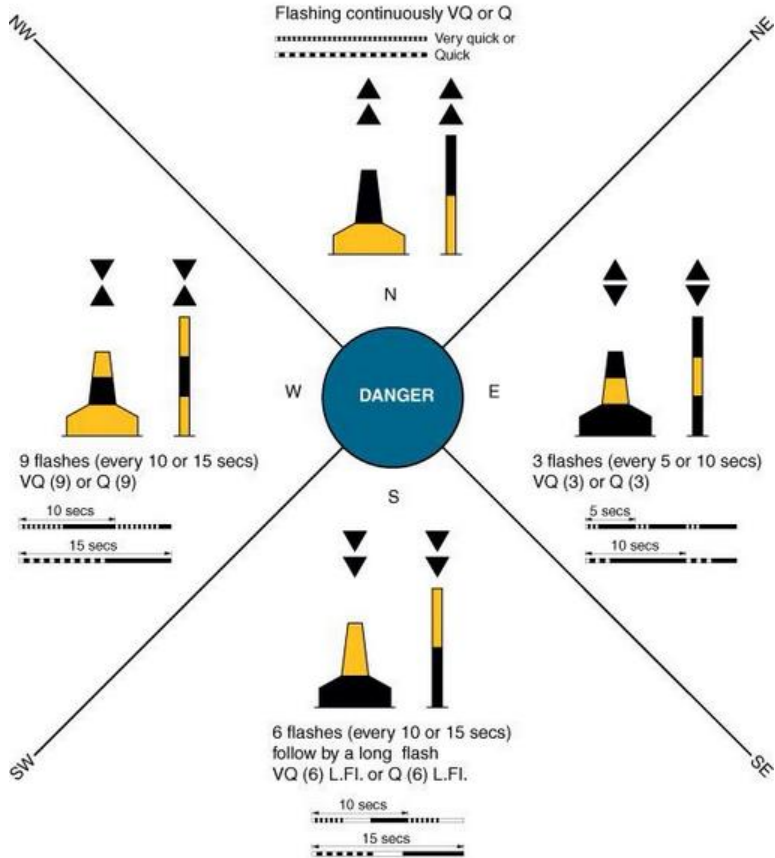 Flashing continuously VQ or Q
Very quick or
Quick
NW
NE
N
W
DANGER
E
S
9 flashes (every 10 or 15 secs)
VQ (9) or Q (9)
10 secs
15 secs
3 flashes (every 5 or 10 secs)
VQ (3) or Q (3)
5 secs
10 secs
6 flashes (every 10 or 15 secs)
follow by a long flash
VQ (6) L.Fl. or Q (6) L.Fl.
10 secs
15 secs
SW
SE